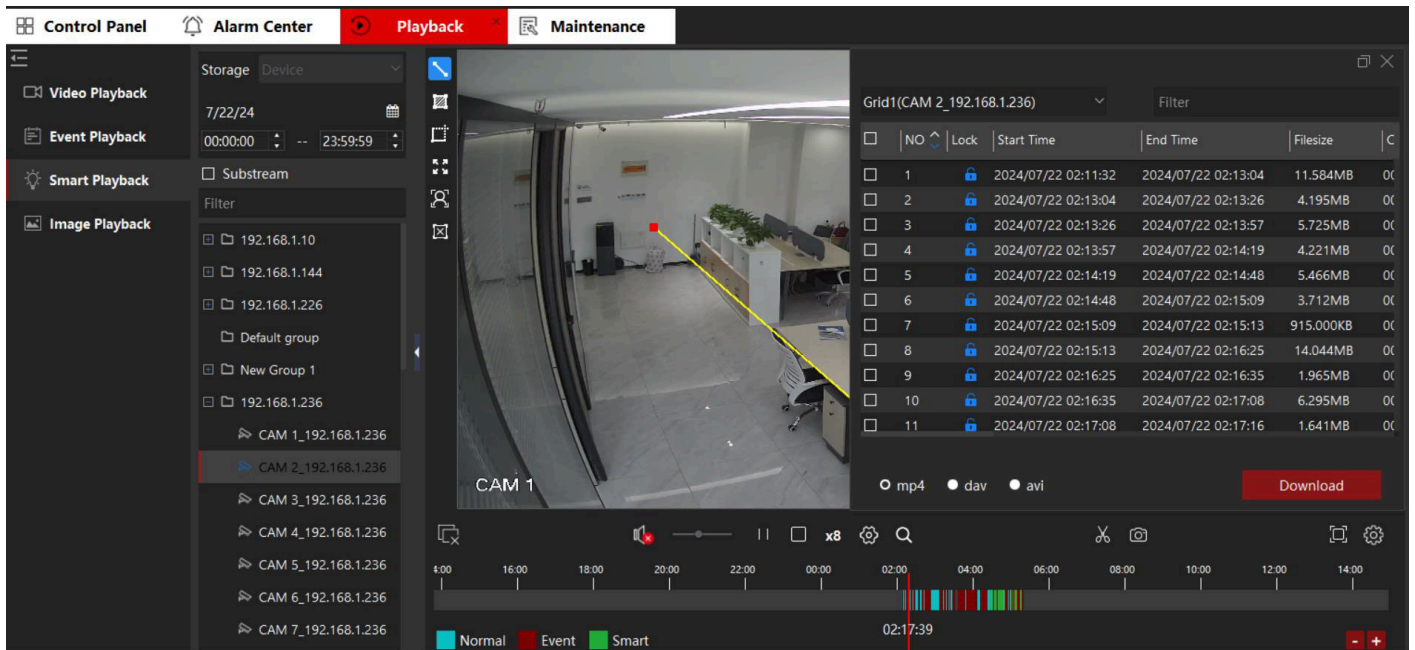 Control Panel
Alarm Center
Playback
Maintenance
Video Playback
Event Playback
Smart Playback
Image Playback
Storage Device
7/22/24
00:00:00 -- 23:59:59
Substream
Filter
192.168.1.10
192.168.1.144
192.168.1.226
Default group
New Group 1
192.168.1.236
CAM 1_192.168.1.236
CAM 2_192.168.1.236
CAM 3_192.168.1.236
CAM 4_192.168.1.236
CAM 5_192.168.1.236
CAM 6_192.168.1.236
CAM 7_192.168.1.236
CAM 1
Grid1(CAM 2_192.168.1.236)
Filter
NO Lock Start Time End Time Filesize C
1 2024/07/22 02:11:32 2024/07/22 02:13:04 11.584MB 00
2 2024/07/22 02:13:04 2024/07/22 02:13:26 4.195MB 00
3 2024/07/22 02:13:26 2024/07/22 02:13:57 5.725MB 00
4 2024/07/22 02:13:57 2024/07/22 02:14:19 4.221MB 00
5 2024/07/22 02:14:19 2024/07/22 02:14:48 5.466MB 00
6 2024/07/22 02:14:48 2024/07/22 02:15:09 3.712MB 00
7 2024/07/22 02:15:09 2024/07/22 02:15:13 915.000KB 00
8 2024/07/22 02:15:13 2024/07/22 02:16:25 14.044MB 00
9 2024/07/22 02:16:25 2024/07/22 02:16:35 1.965MB 00
10 2024/07/22 02:16:35 2024/07/22 02:17:08 6.295MB 00
11 2024/07/22 02:17:08 2024/07/22 02:17:16 1.641MB 00
mp4 dav avi
Download
x8
4:00 16:00 18:00 20:00 22:00 00:00 02:00 04:00 06:00 08:00 10:00 12:00 14:00
02:17:39
Normal Event Smart
- +